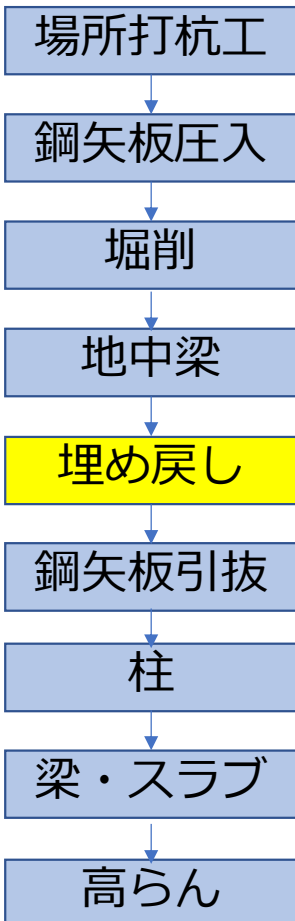 場所打杭工
鋼矢板圧入
堀削
地中梁
埋め戻し
鋼矢板引抜
柱
梁・スラブ
高らん